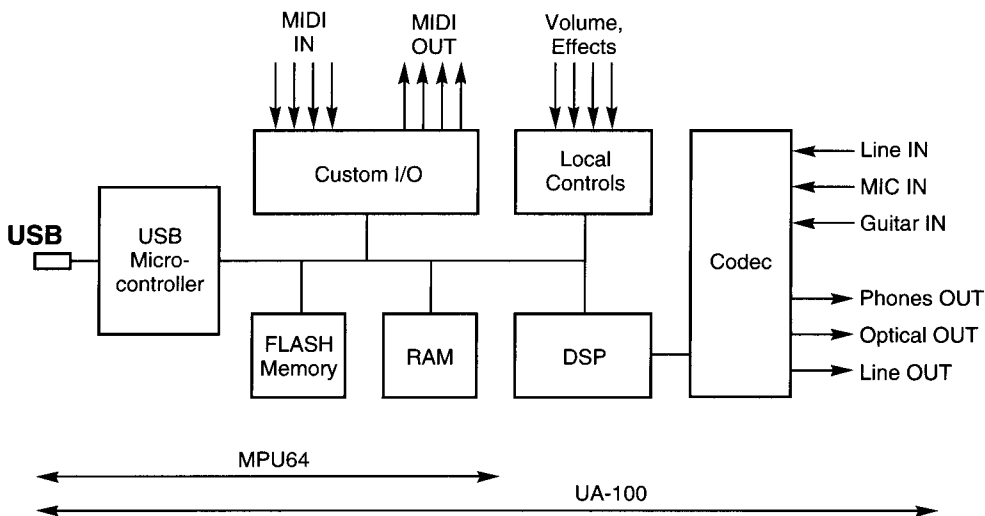 MIDI
IN
MIDI
OUT
Volume,
Effects
Custom I/O
Local
Controls
Line IN
MIC IN
Guitar IN
USB
USB
Micro-
controller
Codec
FLASH
Memory
RAM
DSP
Phones OUT
Optical OUT
Line OUT
MPU64
UA-100